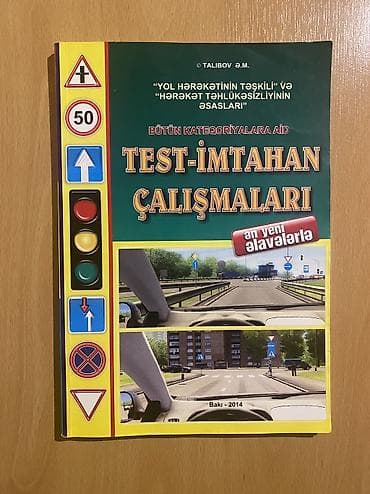 © TALIBOV Ə.M.
"YOL HƏRƏKƏTİNİN TƏŞKİLİ" VƏ
"HƏRƏKƏT TƏHLÜKƏSİZLİYİNİN
ƏSASLARI"
BÜTÜN KATEQORİYALARA AİD
TEST-İMTAHAN
ÇALIŞMALARI
ən yeni
əlavələrlə
50
Bakı - 2014